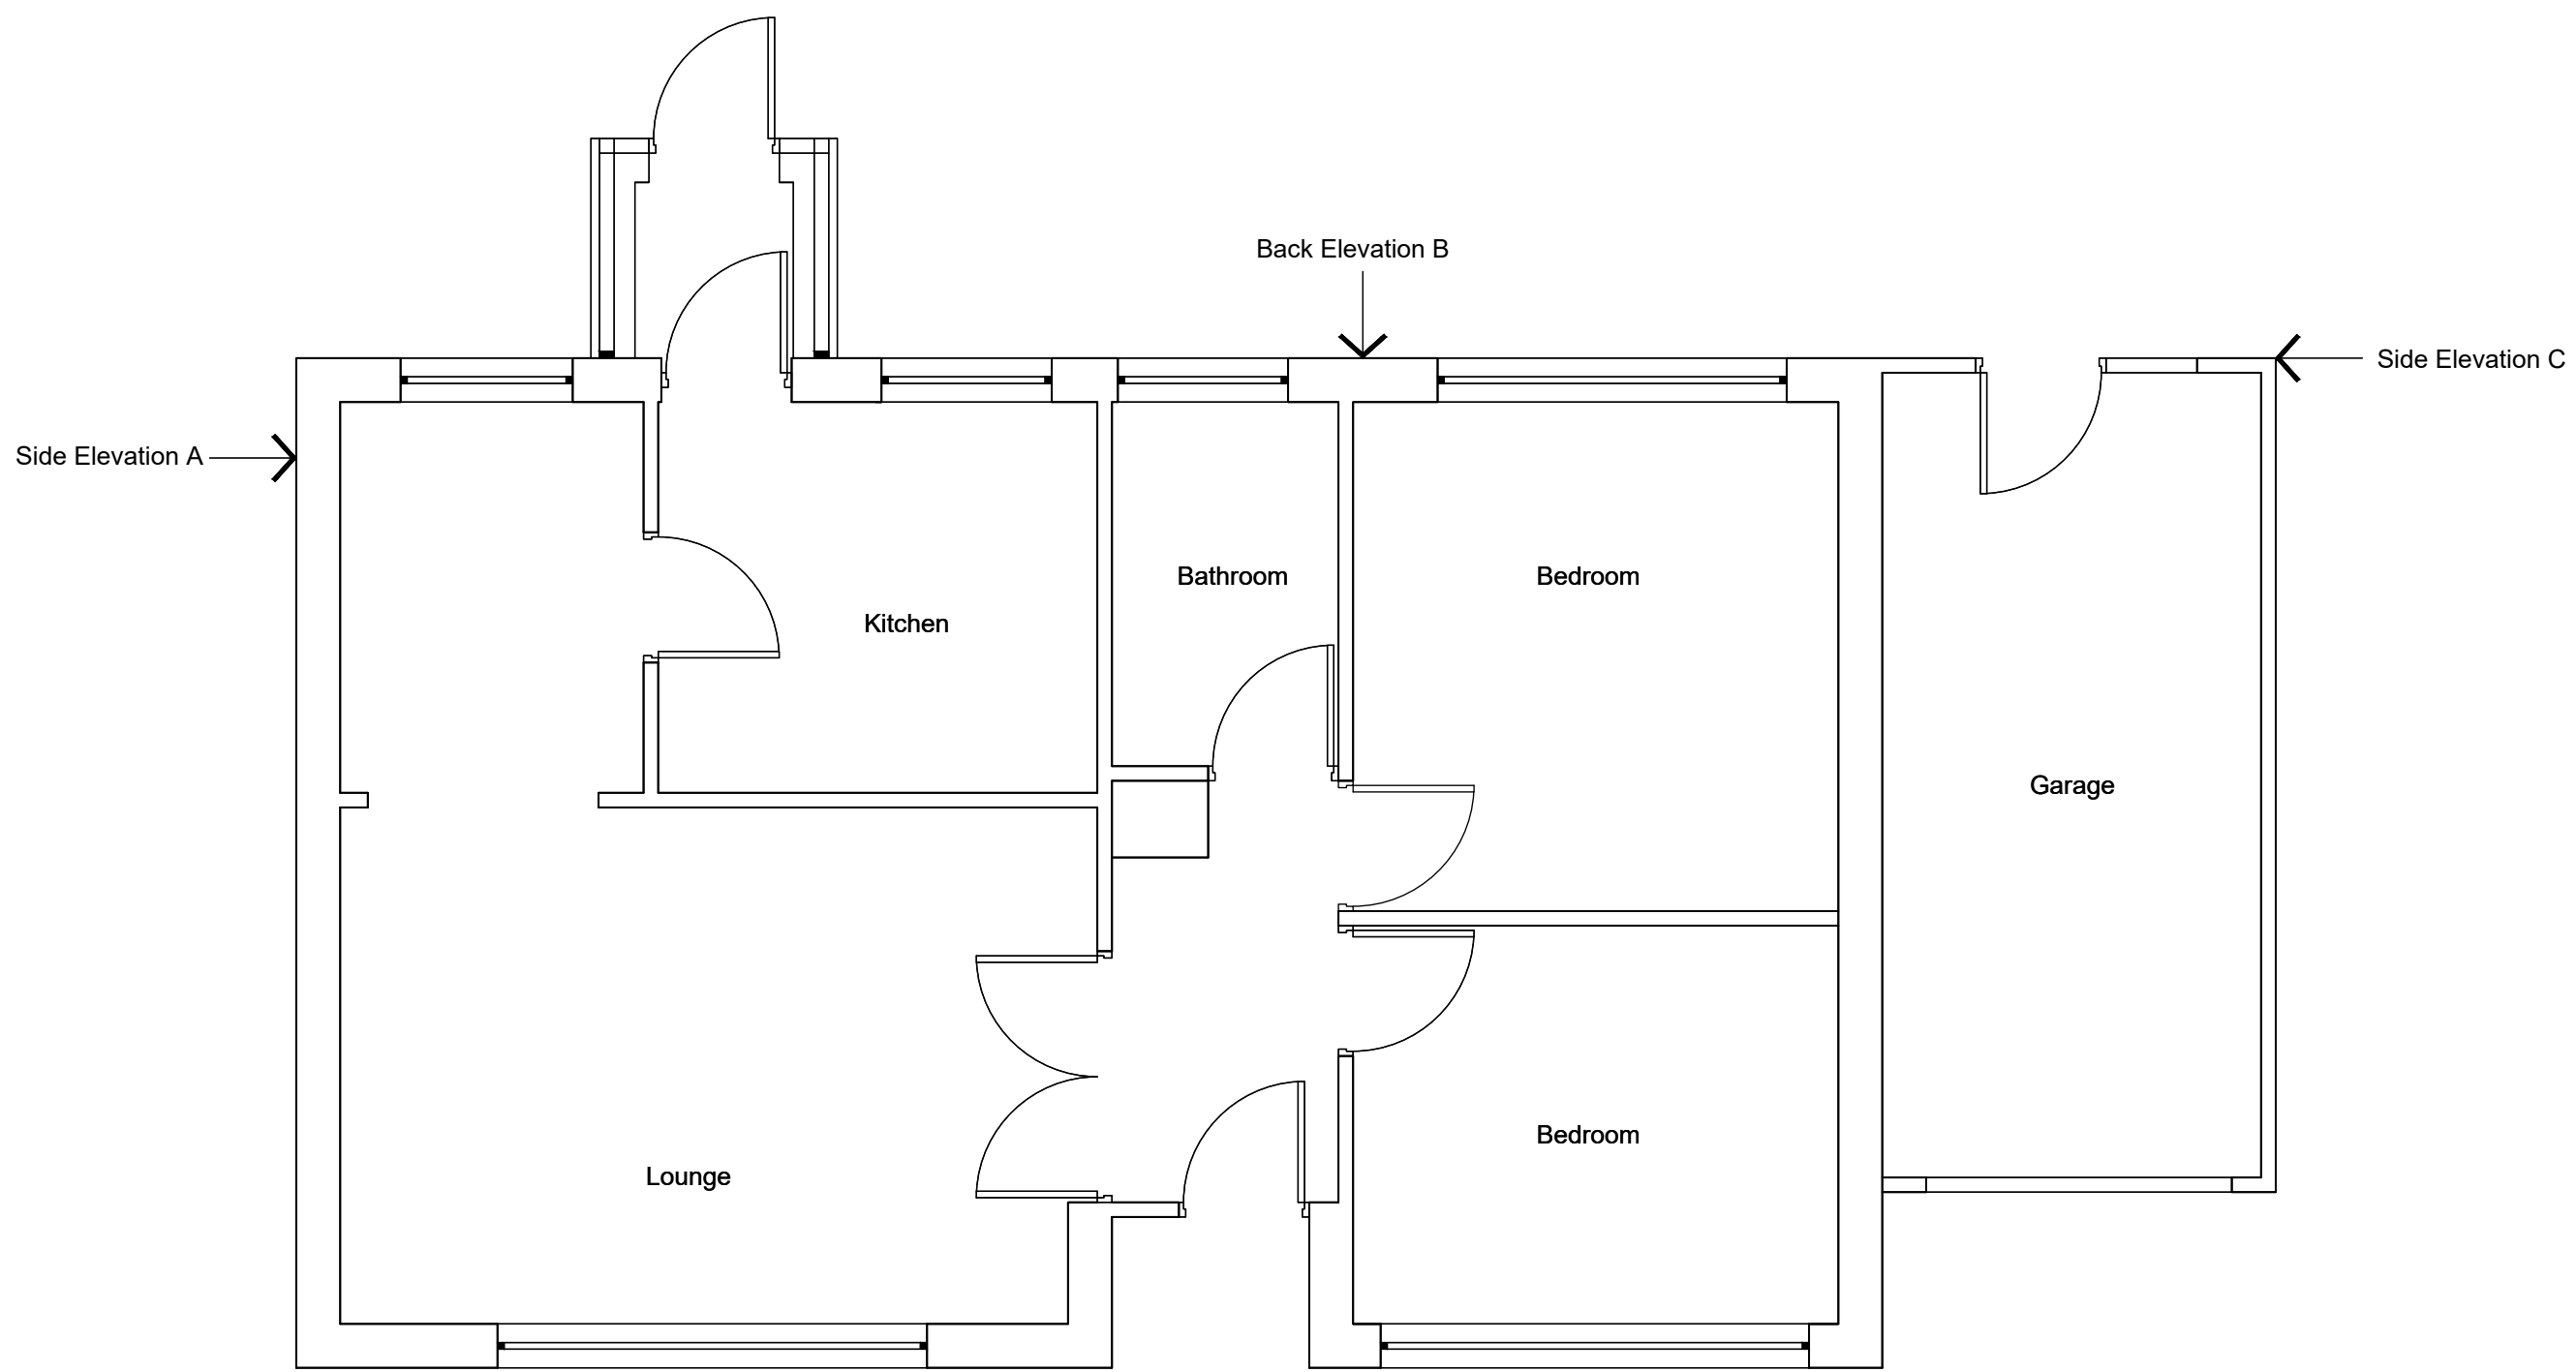 Back Elevation B
Side Elevation C
Side Elevation A
Bathroom
Bedroom
Kitchen
Garage
Bedroom
Lounge